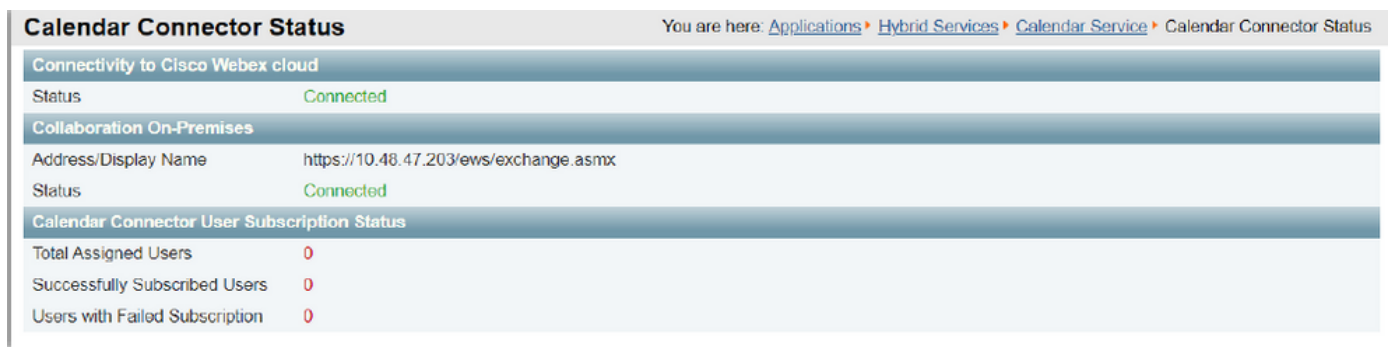 Calendar Connector Status You are here: Applications Hybrid Services Calendar Service Calendar Connector Status
Connectivity to Cisco Webex cloud
Status Connected
Collaboration On-Premises
Address/Display Name https://10.48.47.203/ews/exchange.asmx
Status Connected
Calendar Connector User Subscription Status
Total Assigned Users 0
Successfully Subscribed Users 0
Users with Failed Subscription 0